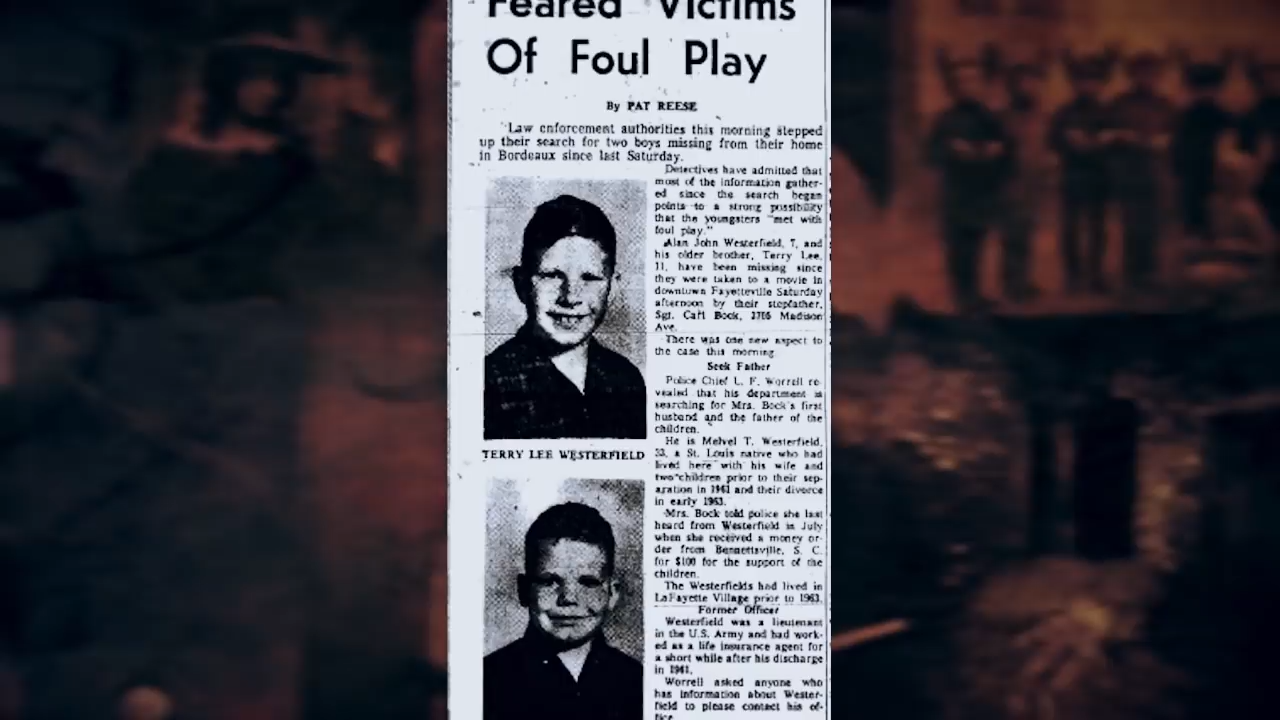 Feared Victims
Of Foul Play
By PAT REESE
Law enforcement authorities this morning stepped
up their search for two boys missing from their home
in Bordeaux since last Saturday.
Detectives have admitted that
most of the information gather-
ed since the search began
points to a strong possibility
that the youngsters "met with
foul play."
Alan John Westerfield, 7, and
his older brother, Terry Lee,
11, have been missing since
they were taken to a movie in
downtown Fayetteville Saturday
afternoon by their stepfather,
Sgt. Carl Bock, 2706 Madison
Ave.
There was one new aspect to
the case this morning.
Seek Father
Police Chief L. F. Worrell re-
vealed that his department is
searching for Mrs. Bock's first
husband and the father of the
children.
He is Melvel T. Westerfield,
33, a St. Louis native who had
lived here with his wife and
two children prior to their sep-
aration in 1961 and their divorce
in early 1963.
Mrs. Bock told police she last
heard from Westerfield in July
when she received a money or-
der from Bennettsville, S. C.
for $100 for the support of the
children.
The Westerfields had lived in
LaFayette Village prior to 1963.
Former Officer
Westerfield was a lieutenant
in the U.S. Army and had work-
ed as a life insurance agent for
a short while after his discharge
in 1961.
Worrell asked anyone who
has information about Wester-
field to please contact his of-
fice.
TERRY LEE WESTERFIELD